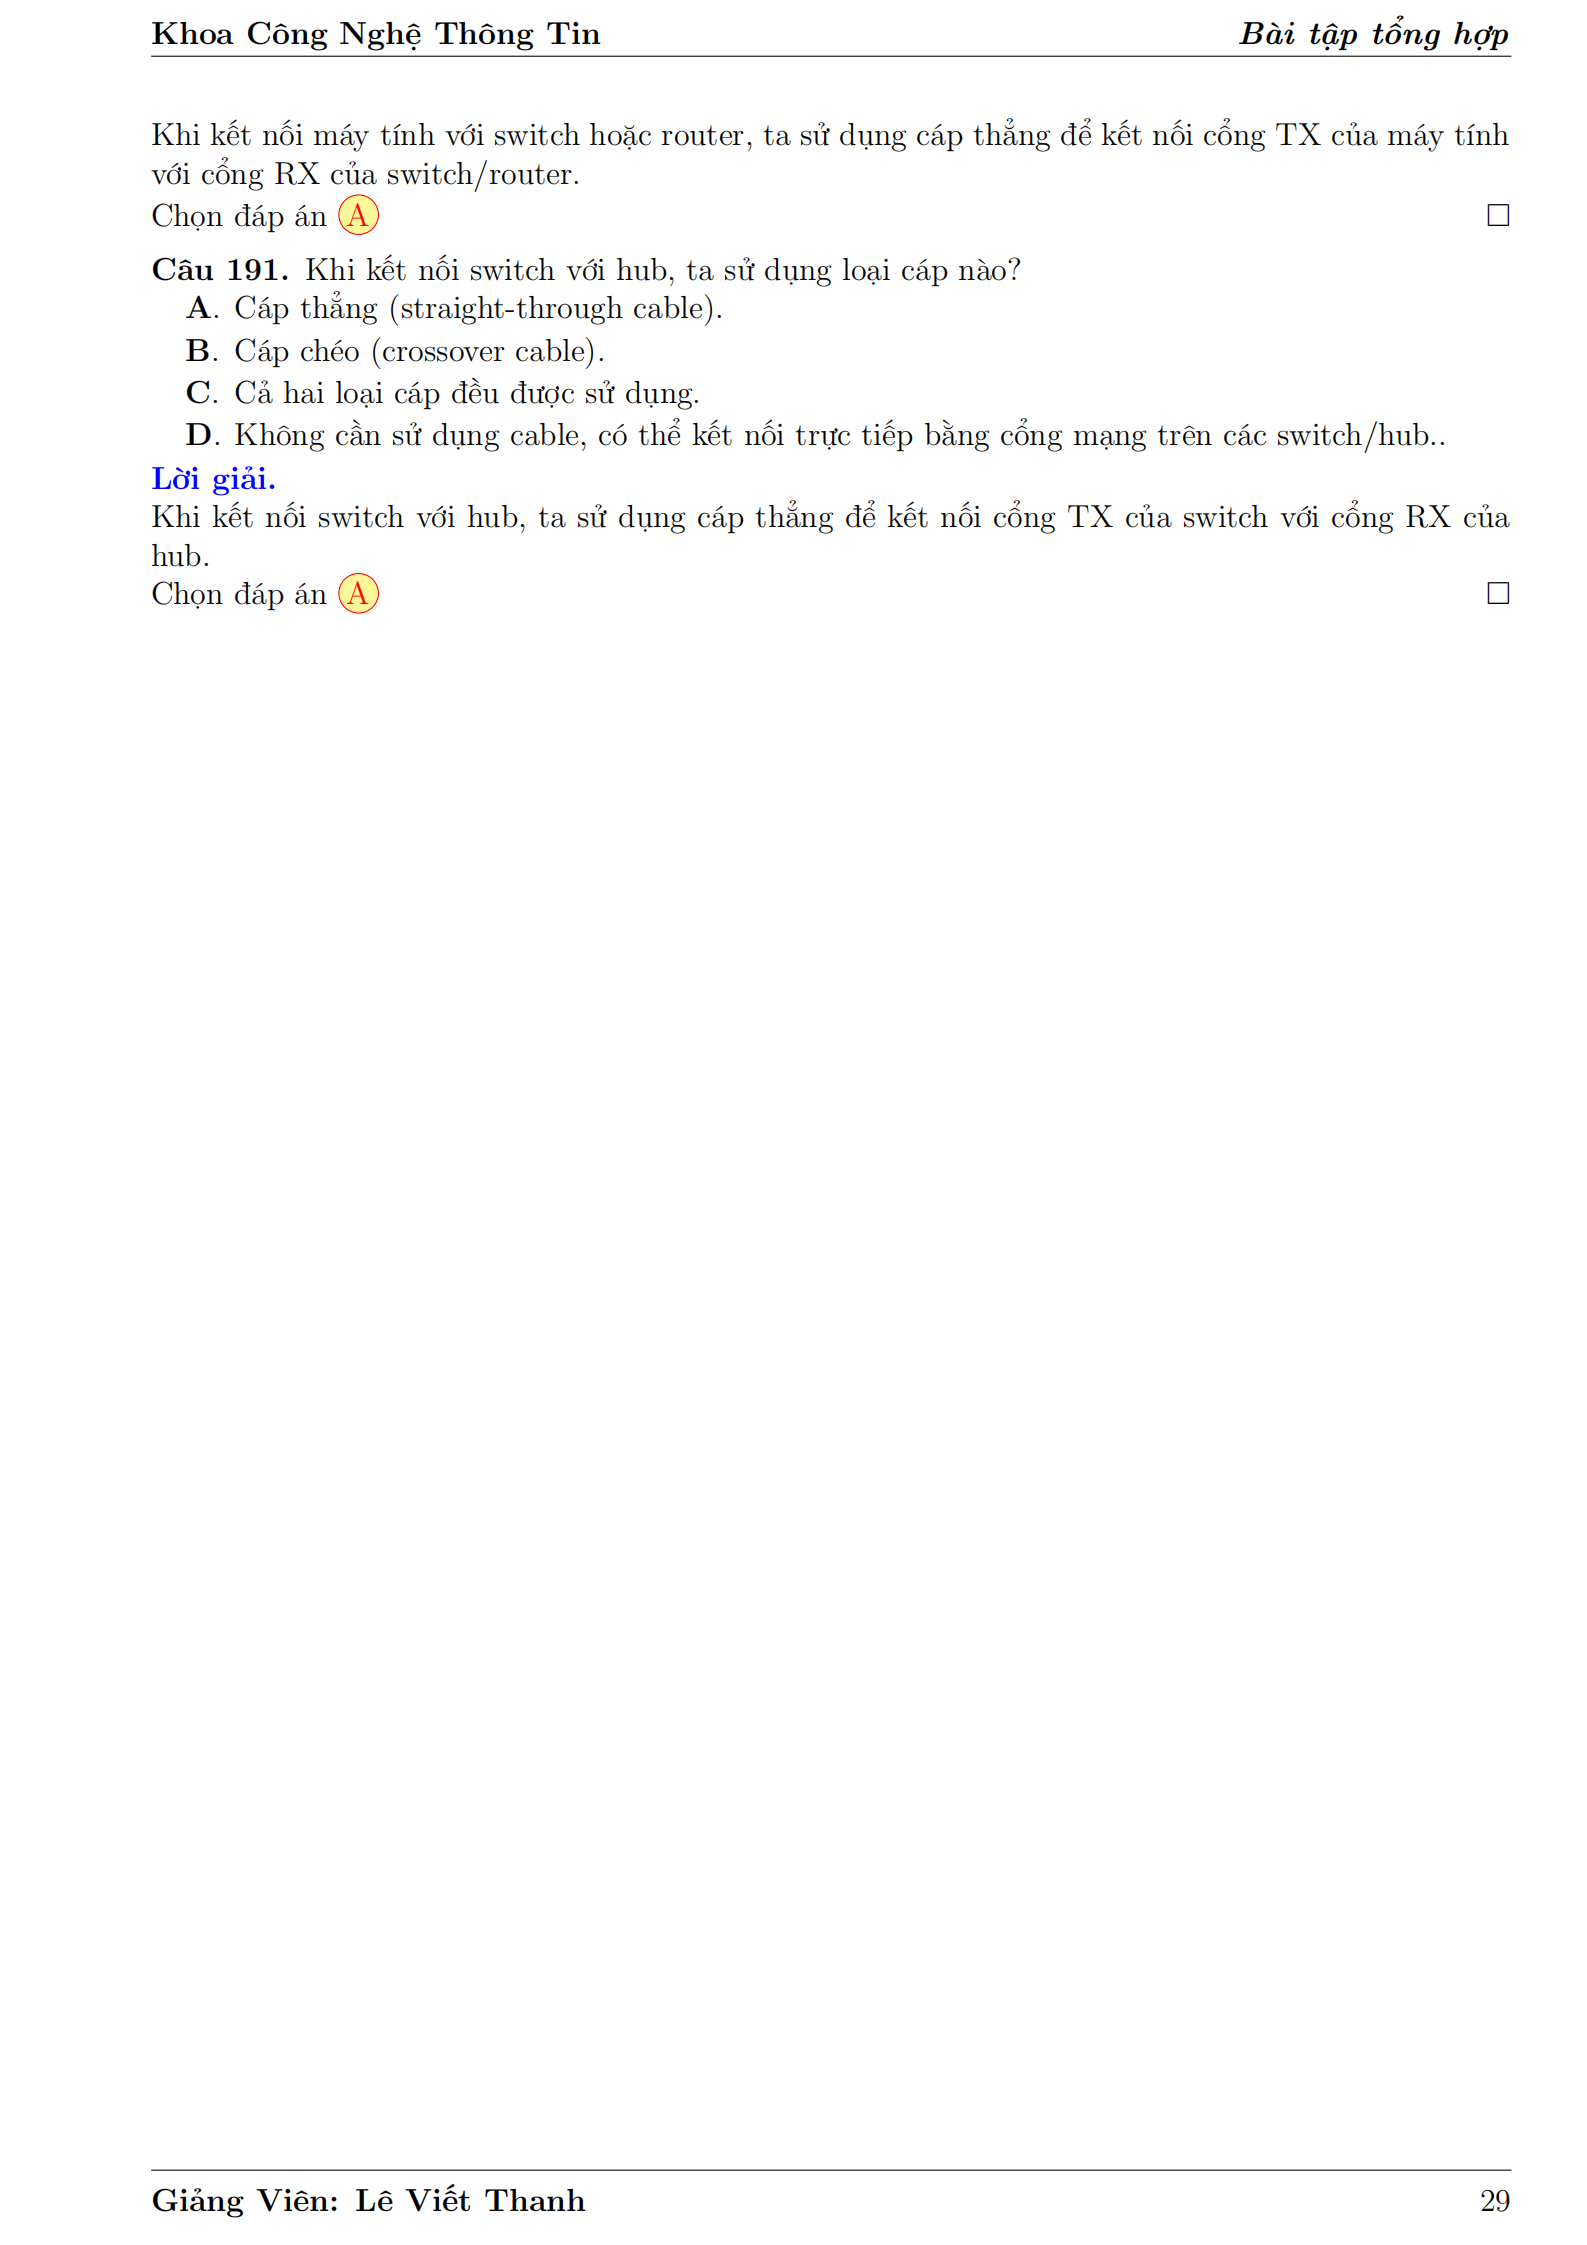 Khoa Công Nghệ Thông Tin
Bài tập tổng hợp
Khi kết nối máy tính với switch hoặc router, ta sử dụng cáp thẳng để kết nối cổng TX của máy tính
với cổng RX của switch/router.
Chọn đáp án A
Câu 191. Khi kết nối switch với hub, ta sử dụng loại cáp nào?
A. Cáp thẳng (straight-through cable).
B. Cáp chéo (crossover cable).
C. Cả hai loại cáp đều được sử dụng.
D. Không cần sử dụng cable, có thể kết nối trực tiếp bằng cổng mạng trên các switch/hub..
Lời giải.
Khi kết nối switch với hub, ta sử dụng cáp thẳng để kết nối cổng TX của switch với cổng RX của
hub.
Chọn đáp án A
Giảng Viên: Lê Viết Thanh
29